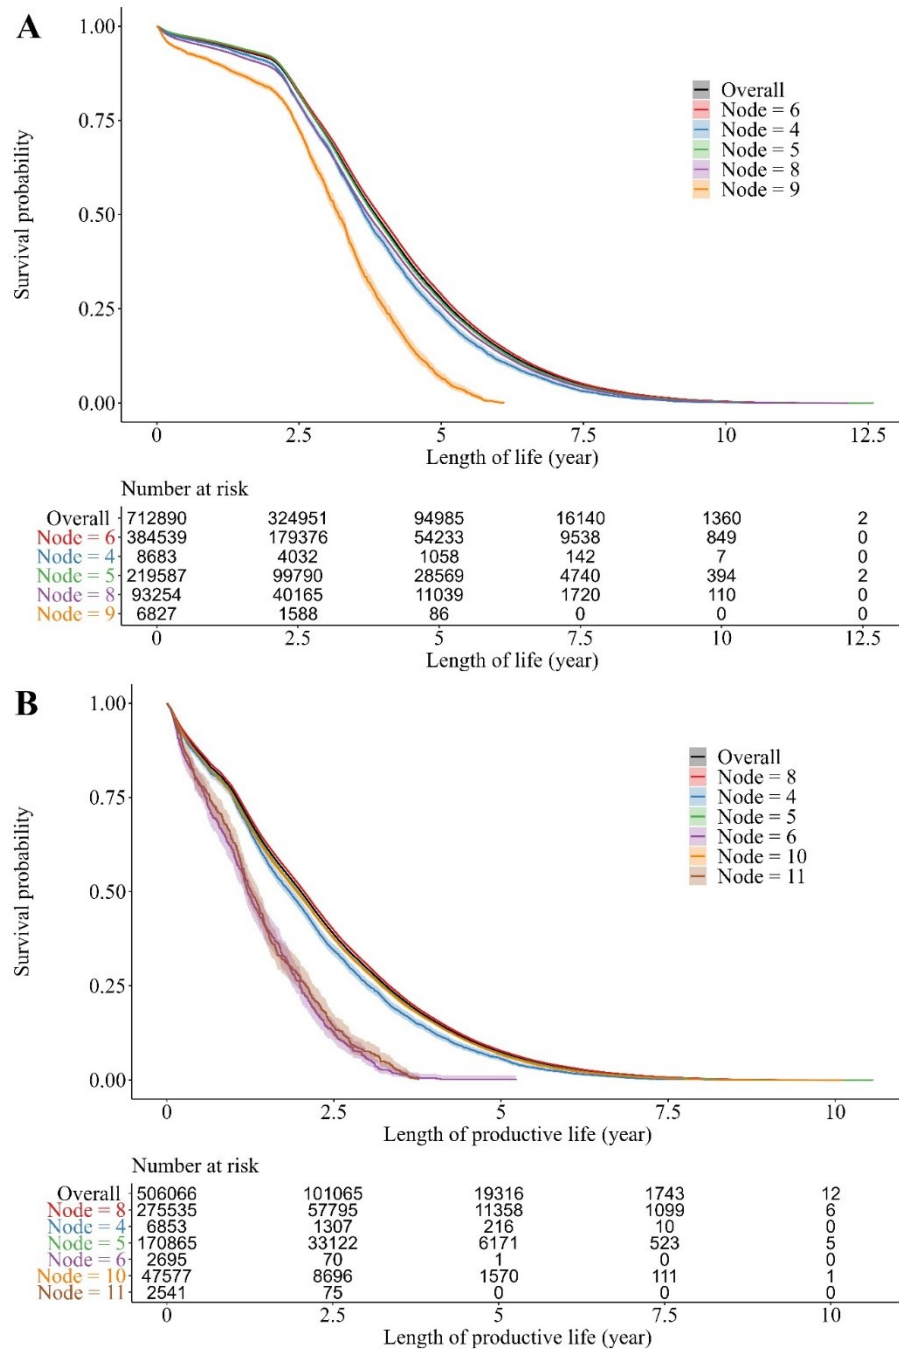 A
1.00
0.75
0.50
0.25
0.00
Survival probability
Overall
Node = 6
Node = 4
Node = 5
Node = 8
Node = 9
0 2.5 5 7.5 10 12.5
Length of life (year)
Number at risk
Overall 712890 324951 94985 16140 1360 2
Node = 6 384539 179376 54233 9538 849 0
Node = 4 8683 4032 1058 142 7 0
Node = 5 219587 99790 28569 4740 394 2
Node = 8 93254 40165 11039 1720 110 0
Node = 9 6827 1588 86 0 0 0
0 2.5 5 7.5 10 12.5
Length of life (year)
B
1.00
0.75
0.50
0.25
0.00
Survival probability
Overall
Node = 8
Node = 4
Node = 5
Node = 6
Node = 10
Node = 11
0 2.5 5 7.5 10
Length of productive life (year)
Number at risk
Overall 506066 101065 19316 1743 12
Node = 8 275535 57795 11358 1099 6
Node = 4 6853 1307 216 10 0
Node = 5 170865 33122 6171 523 5
Node = 6 2695 70 1 0 0
Node = 10 47577 8696 1570 111 1
Node = 11 2541 75 0 0 0
0 2.5 5 7.5 10
Length of productive life (year)